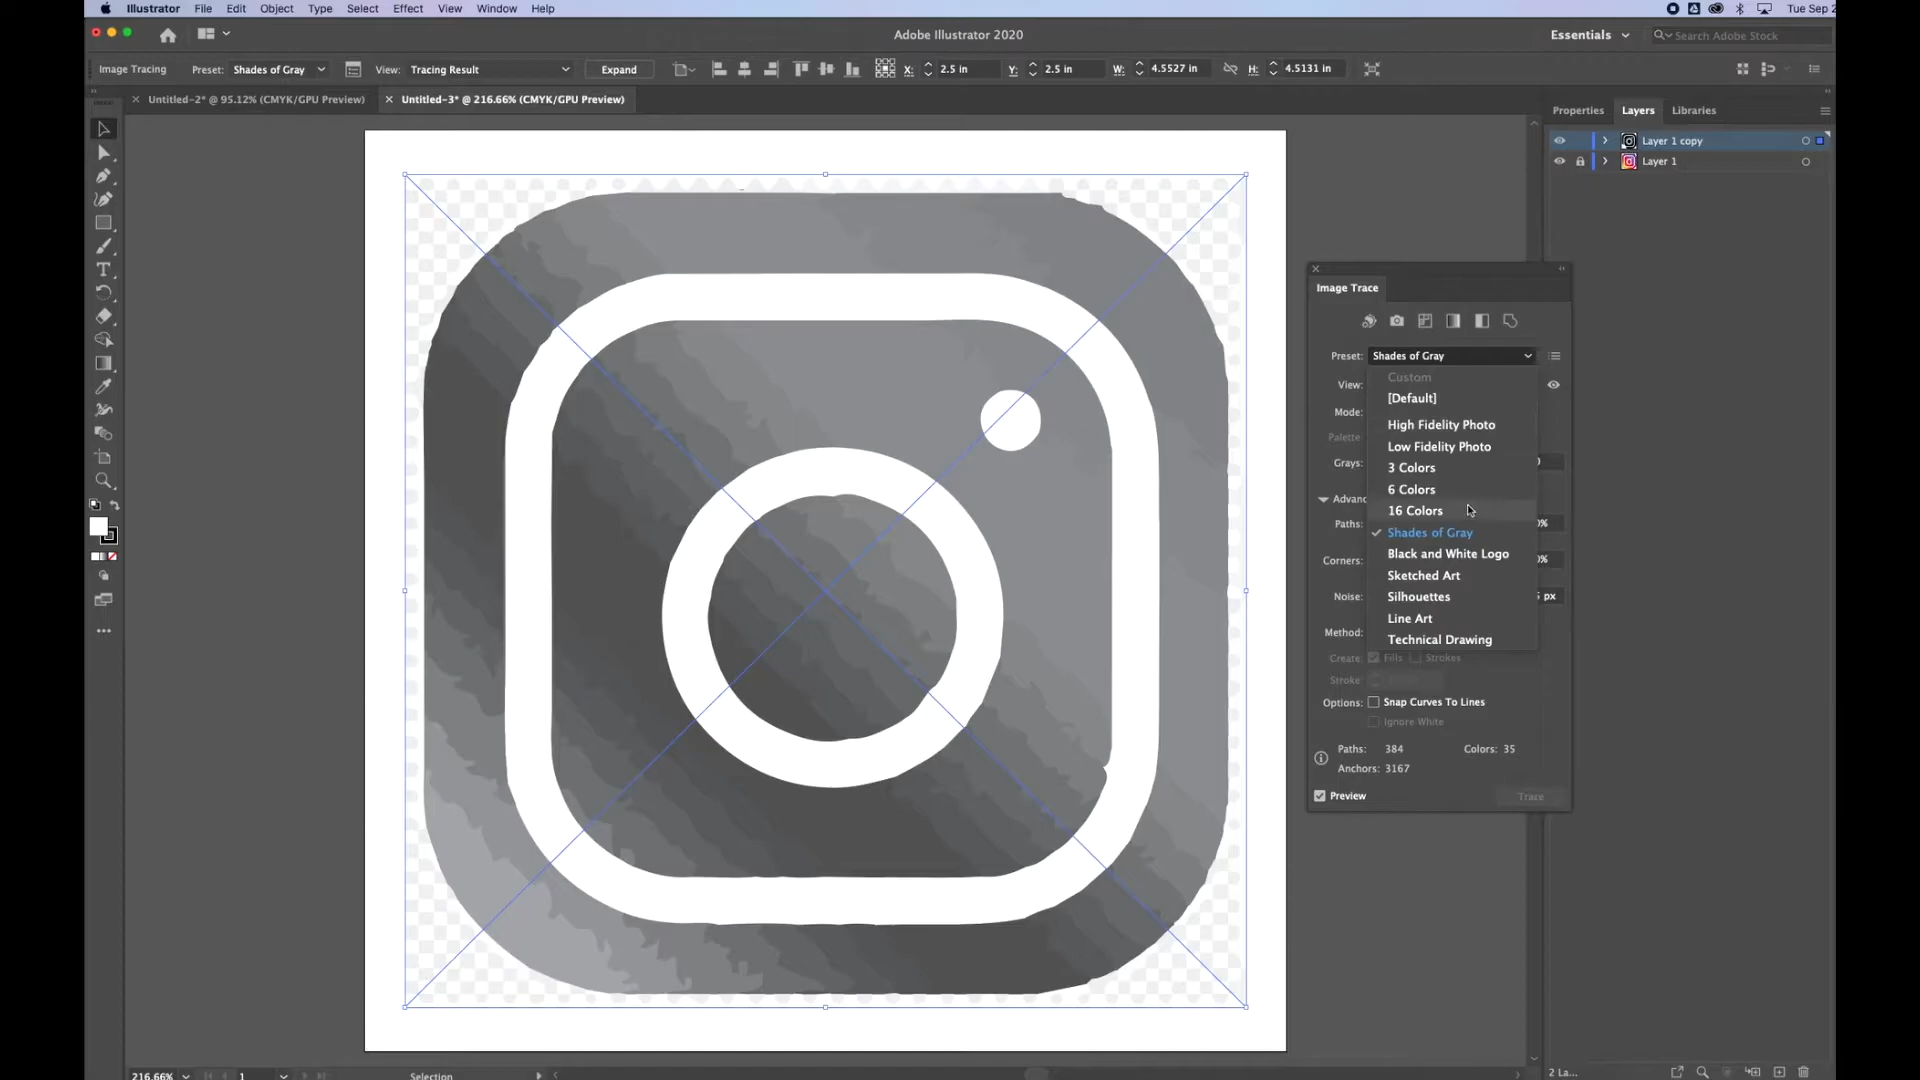 Illustrator File Edit Object Type Select Effect View Window Help Tue Sep 2
Adobe Illustrator 2020 Essentials Search Adobe Stock
Image Tracing Preset: Shades of Gray View: Tracing Result Expand X: 2.5 in Y: 2.5 in W: 4.5527 in H: 4.5131 in
Untitled-2* @ 95.12% (CMYK/GPU Preview) Untitled-3* @ 216.66% (CMYK/GPU Preview)
Properties Layers Libraries
Layer 1 copy
Layer 1
Image Trace
Preset: Shades of Gray
View: Custom
[Default]
Mode:
High Fidelity Photo
Palette
Low Fidelity Photo
Grays: 3 Colors
6 Colors
Advan
16 Colors
Paths: Shades of Gray 0%
Black and White Logo
Corners: 0%
Sketched Art
Noise: Silhouettes px
Line Art
Method:
Technical Drawing
Create: Fills Strokes
Stroke:
Options: Snap Curves To Lines
Ignore White
Paths: 384 Colors: 35
Anchors: 3167
Preview Trace
216.66% 1 Selection 2 La...